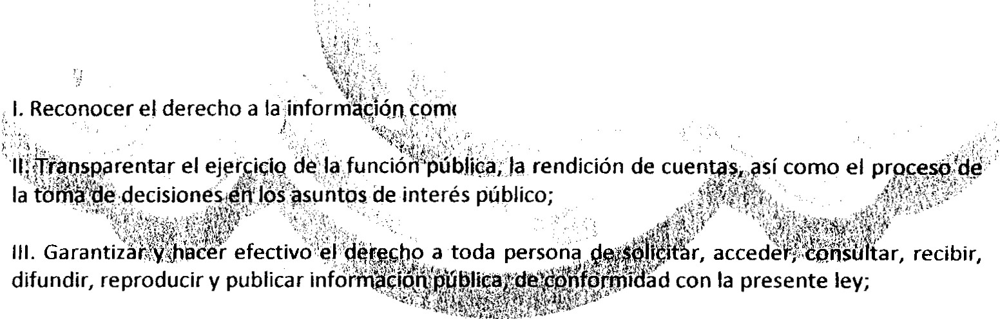 I. Reconocer el derecho a la información
II. Transparentar el ejercicio de la función pública, la rendición de cuentas, así como el proceso de
la toma de decisiones en los asuntos de interés público;
III. Garantizar y hacer efectivo el derecho a toda persona de solicitar, acceder, consultar, recibir,
difundir, reproducir y publicar información pública, de conformidad con la presente ley;